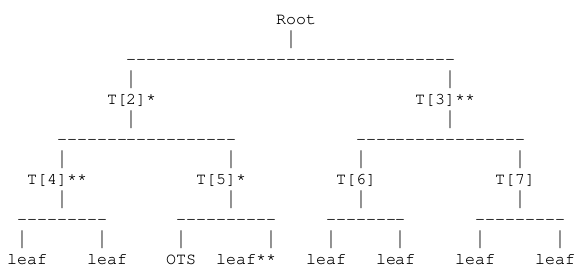 Root
T[2]* T[3]**
T[4]** T[5]* T[6] T[7]
leaf leaf OTS leaf** leaf leaf leaf leaf